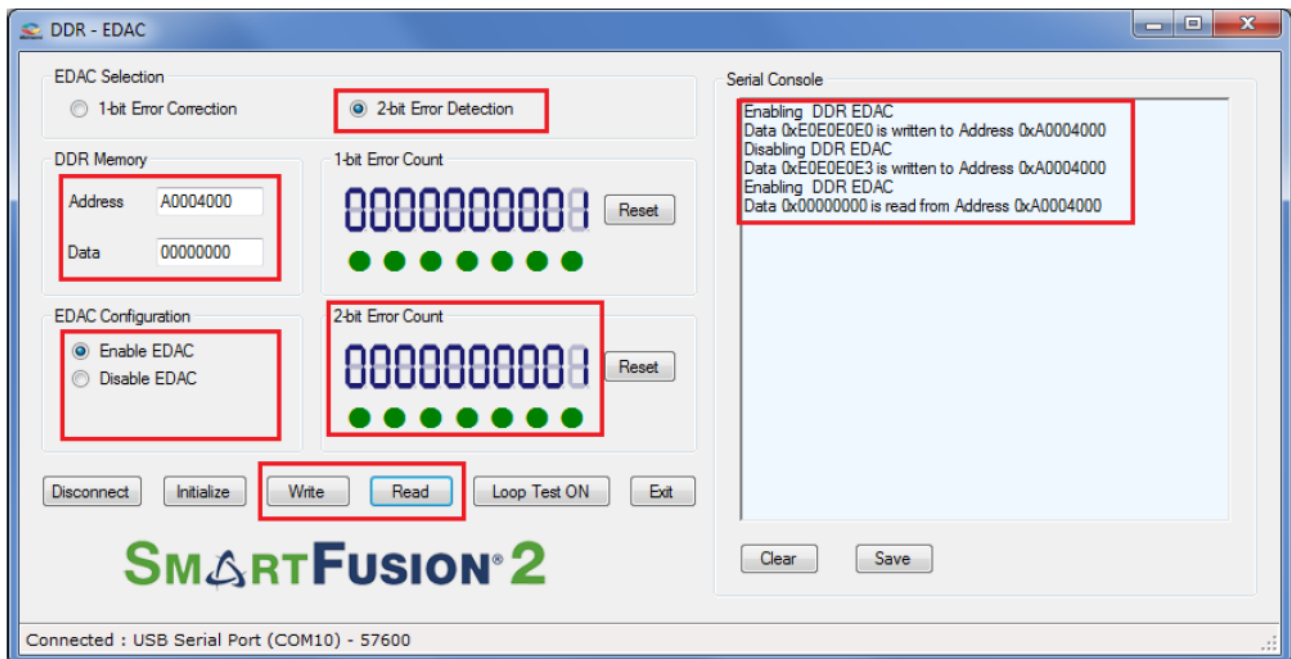 DDR - EDAC
EDAC Selection
1-bit Error Correction
2-bit Error Detection
DDR Memory
Address A0004000
Data 00000000
1-bit Error Count
0000000001
Reset
EDAC Configuration
Enable EDAC
Disable EDAC
2-bit Error Count
0000000001
Reset
Disconnect Initialize Write Read Loop Test ON Exit
SMARTFUSION®2
Serial Console
Enabling DDR EDAC
Data 0xE0E0E0E0 is written to Address 0xA0004000
Disabling DDR EDAC
Data 0xE0E0E0E3 is written to Address 0xA0004000
Enabling DDR EDAC
Data 0x00000000 is read from Address 0xA0004000
Clear Save
Connected : USB Serial Port (COM10) - 57600